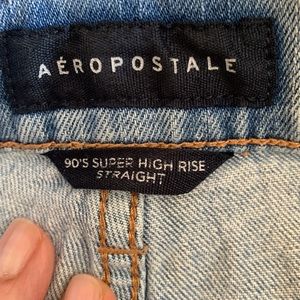 AÉROPOSTALE
90'S SUPER HIGH RISE
STRAIGHT